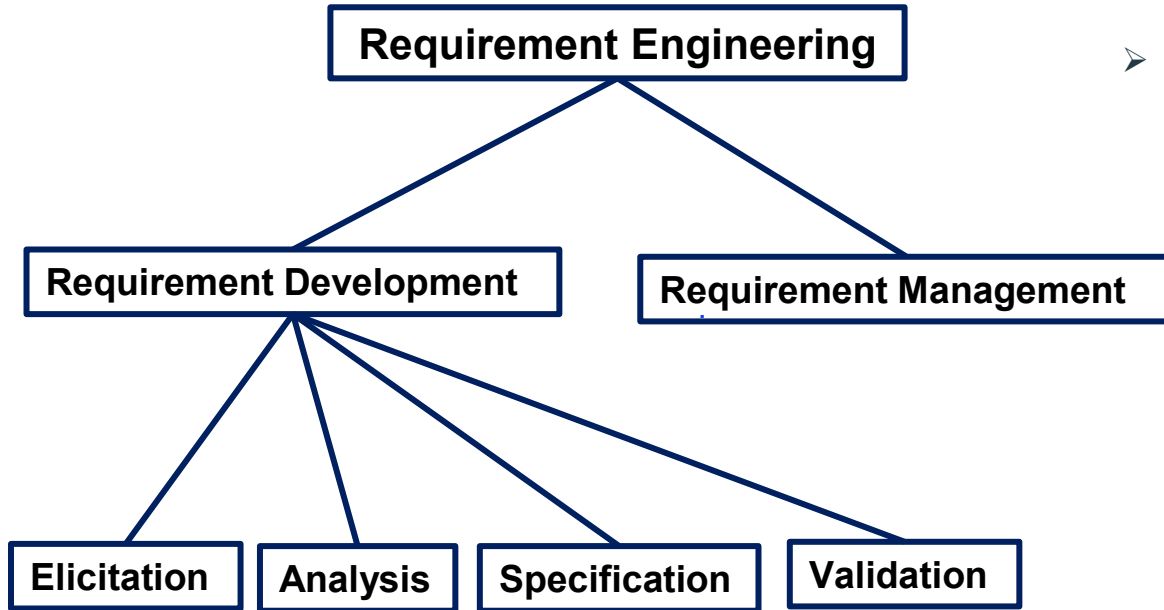 Requirement Engineering
➢
Requirement Development
Requirement Management
Elicitation
Analysis
Specification
Validation